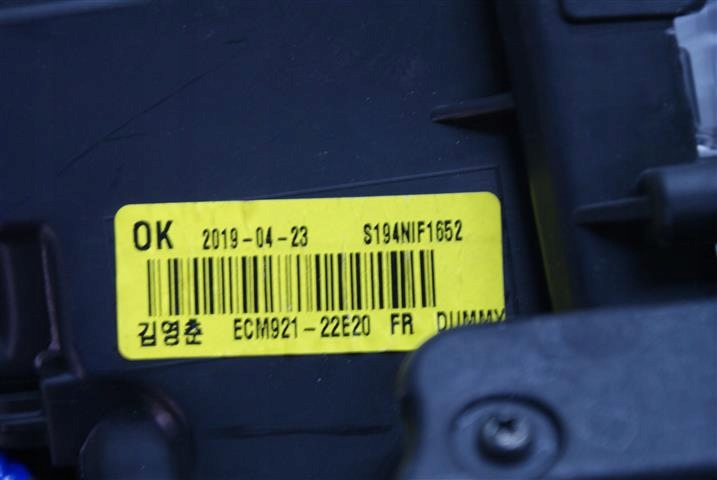 OK 2019-04-23 S194NIF1652
김영춘 ECM921-22E20 FR DUMMY